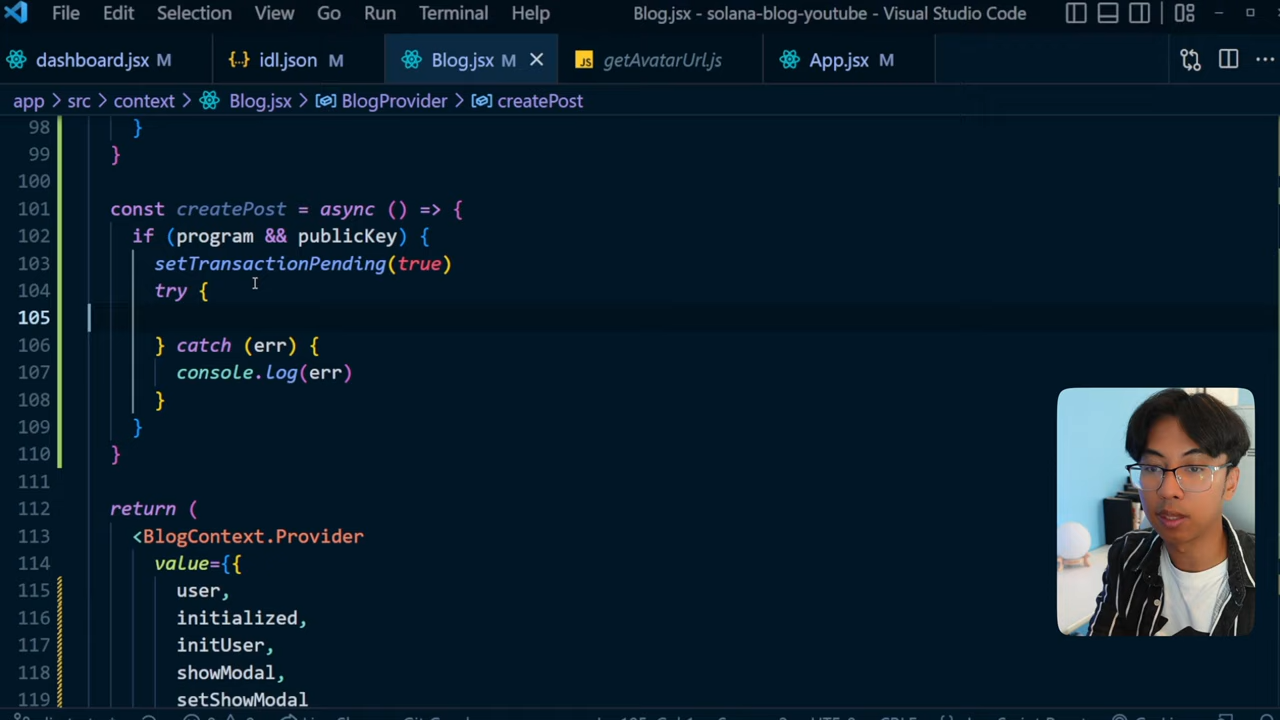 File Edit Selection View Go Run Terminal Help Blog.jsx - solana-blog-youtube - Visual Studio Code
dashboard.jsx M {..} idl.json M Blog.jsx M JS getAvatarUrl.js App.jsx M
app > src > context > Blog.jsx > BlogProvider > createPost
98 }
99 }
100
101 const createPost = async () => {
102 if (program && publicKey) {
103 setTransactionPending(true)
104 try {
105
106 } catch (err) {
107 console.log(err)
108 }
109 }
110 }
111
112 return (
113 <BlogContext.Provider
114 value={{
115 user,
116 initialized,
117 initUser,
118 showModal,
119 setShowModal